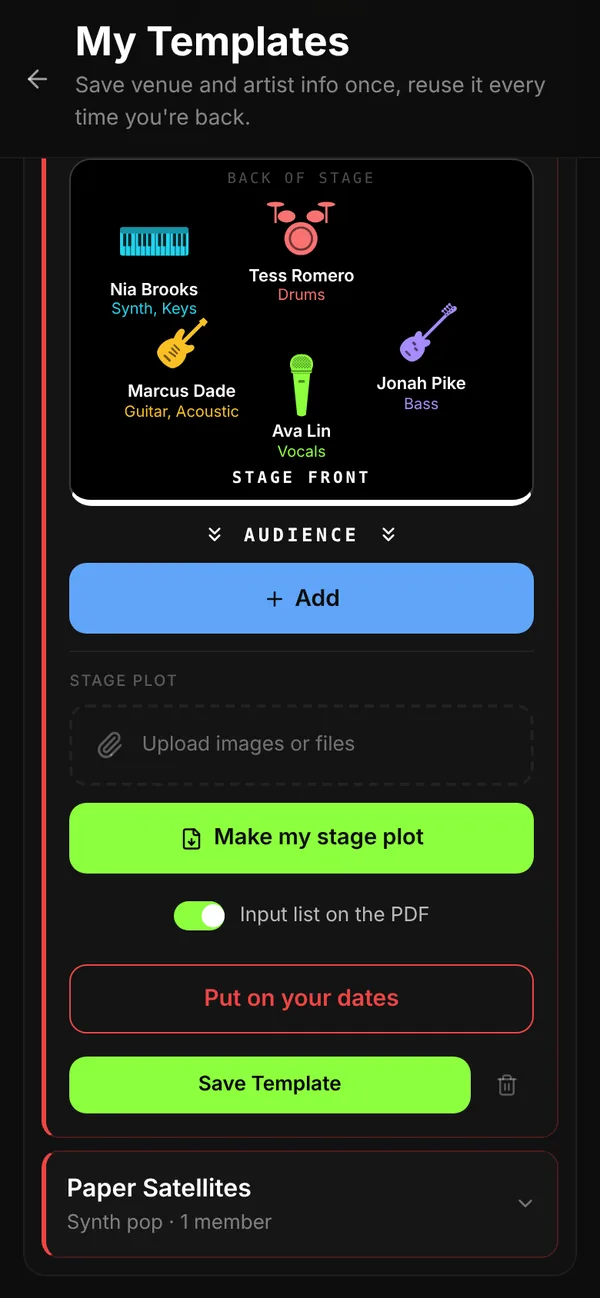 My Templates
Save venue and artist info once, reuse it every
time you're back.
BACK OF STAGE
Tess Romero
Drums
Nia Brooks
Synth, Keys
Marcus Dade
Guitar, Acoustic
Jonah Pike
Bass
Ava Lin
Vocals
STAGE FRONT
AUDIENCE
+ Add
STAGE PLOT
Upload images or files
Make my stage plot
Input list on the PDF
Put on your dates
Save Template
Paper Satellites
Synth pop · 1 member